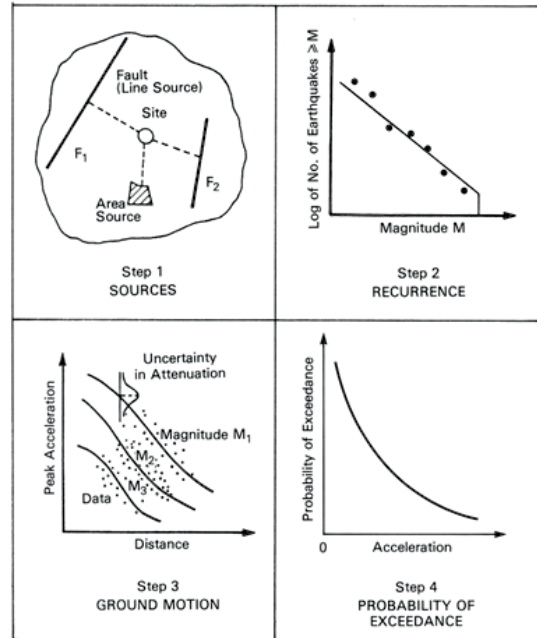 Fault
(Line Source)
Site
F1
F2
Area
Source
Step 1
SOURCES
Log of No. of Earthquakes ⩾ M
Magnitude M
Step 2
RECURRENCE
Uncertainty
in Attenuation
Magnitude M1
M2
M3
Data
Peak Acceleration
Distance
Step 3
GROUND MOTION
Probability of Exceedance
0
Acceleration
Step 4
PROBABILITY OF
EXCEEDANCE